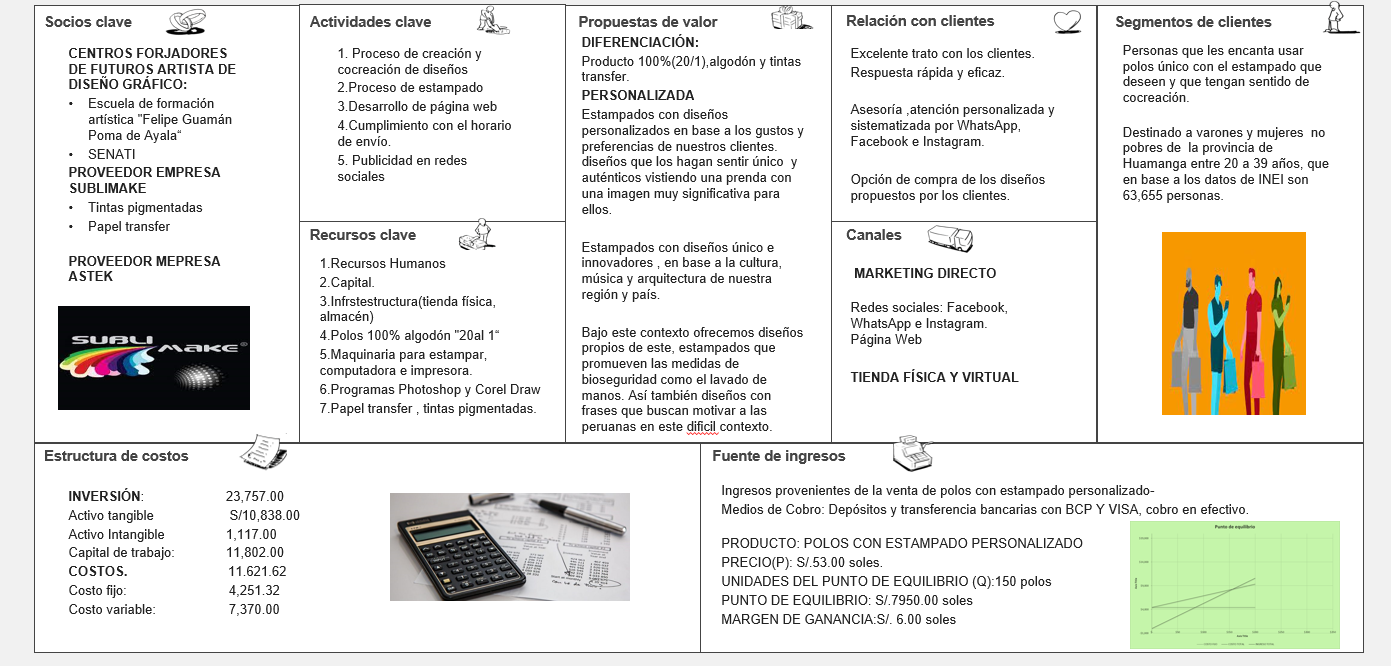 Socios clave
CENTROS FORJADORES
DE FUTUROS ARTISTA DE
DISEÑO GRÁFICO:
• Escuela de formación
artística "Felipe Guamán
Poma de Ayala“
• SENATI
PROVEEDOR EMPRESA
SUBLIMAKE
• Tintas pigmentadas
• Papel transfer
PROVEEDOR MEPRESA
ASTEK
SUBLI
MAKE®
Actividades clave
1. Proceso de creación y
cocreación de diseños
2.Proceso de estampado
3.Desarrollo de página web
4.Cumplimiento con el horario
de envío.
5. Publicidad en redes
sociales
Recursos clave
1.Recursos Humanos
2.Capital.
3.Infrstestructura(tienda física,
almacén)
4.Polos 100% algodón "20al 1“
5.Maquinaria para estampar,
computadora e impresora.
6.Programas Photoshop y Corel Draw
7.Papel transfer , tintas pigmentadas.
Propuestas de valor
DIFERENCIACIÓN:
Producto 100%(20/1),algodón y tintas
transfer.
PERSONALIZADA
Estampados con diseños
personalizados en base a los gustos y
preferencias de nuestros clientes.
diseños que los hagan sentir único y
auténticos vistiendo una prenda con
una imagen muy significativa para
ellos.
Estampados con diseños único e
innovadores , en base a la cultura,
música y arquitectura de nuestra
región y país.
Bajo este contexto ofrecemos diseños
propios de este, estampados que
promueven las medidas de
bioseguridad como el lavado de
manos. Así también diseños con
frases que buscan motivar a las
peruanas en este dificil contexto.
Relación con clientes
Excelente trato con los clientes.
Respuesta rápida y eficaz.
Asesoría ,atención personalizada y
sistematizada por WhatsApp,
Facebook e Instagram.
Opción de compra de los diseños
propuestos por los clientes.
Canales
MARKETING DIRECTO
Redes sociales: Facebook,
WhatsApp e Instagram.
Página Web
TIENDA FÍSICA Y VIRTUAL
Segmentos de clientes
Personas que les encanta usar
polos único con el estampado que
deseen y que tengan sentido de
cocreación.
Destinado a varones y mujeres no
pobres de la provincia de
Huamanga entre 20 a 39 años, que
en base a los datos de INEI son
63,655 personas.
Estructura de costos
INVERSIÓN: 23,757.00
Activo tangible S/10,838.00
Activo Intangible 1,117.00
Capital de trabajo: 11,802.00
COSTOS. 11.621.62
Costo fijo: 4,251.32
Costo variable: 7,370.00
Fuente de ingresos
Ingresos provenientes de la venta de polos con estampado personalizado-
Medios de Cobro: Depósitos y transferencia bancarias con BCP Y VISA, cobro en efectivo.
PRODUCTO: POLOS CON ESTAMPADO PERSONALIZADO
PRECIO(P): S/.53.00 soles.
UNIDADES DEL PUNTO DE EQUILIBRIO (Q):150 polos
PUNTO DE EQUILIBRIO: S/.7950.00 soles
MARGEN DE GANANCIA:S/. 6.00 soles
Punto de equilibrio